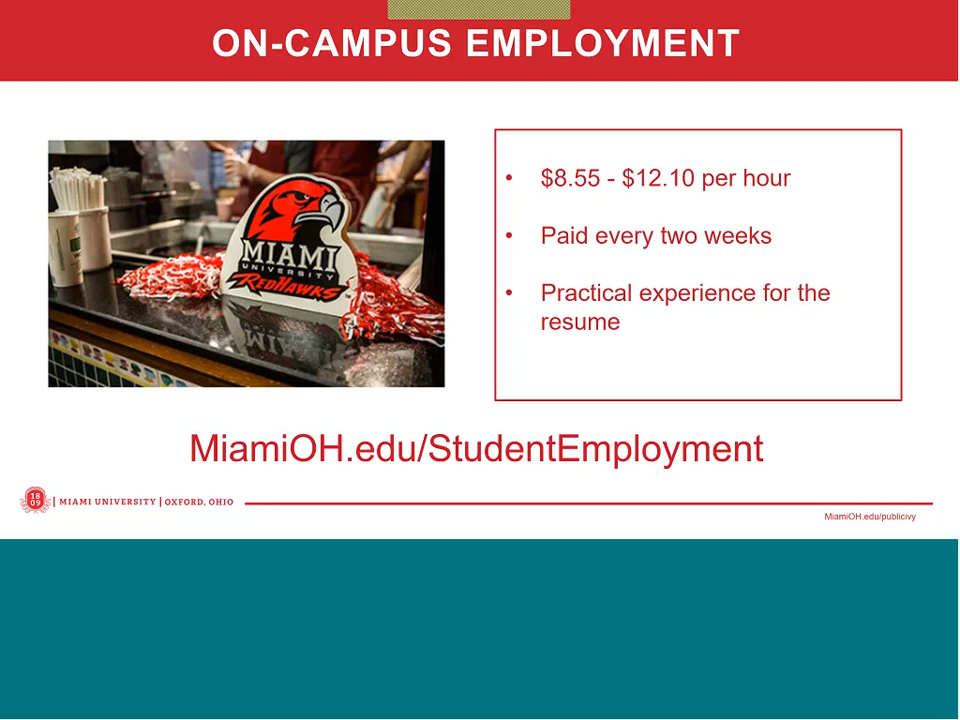 ON-CAMPUS EMPLOYMENT
MIAMI
UNIVERSITY
REDHAWKS
• $8.55 - $12.10 per hour
• Paid every two weeks
• Practical experience for the
resume
MiamiOH.edu/StudentEmployment
18
09
MIAMI UNIVERSITY | OXFORD, OHIO
MiamiOH.edu/publicivy